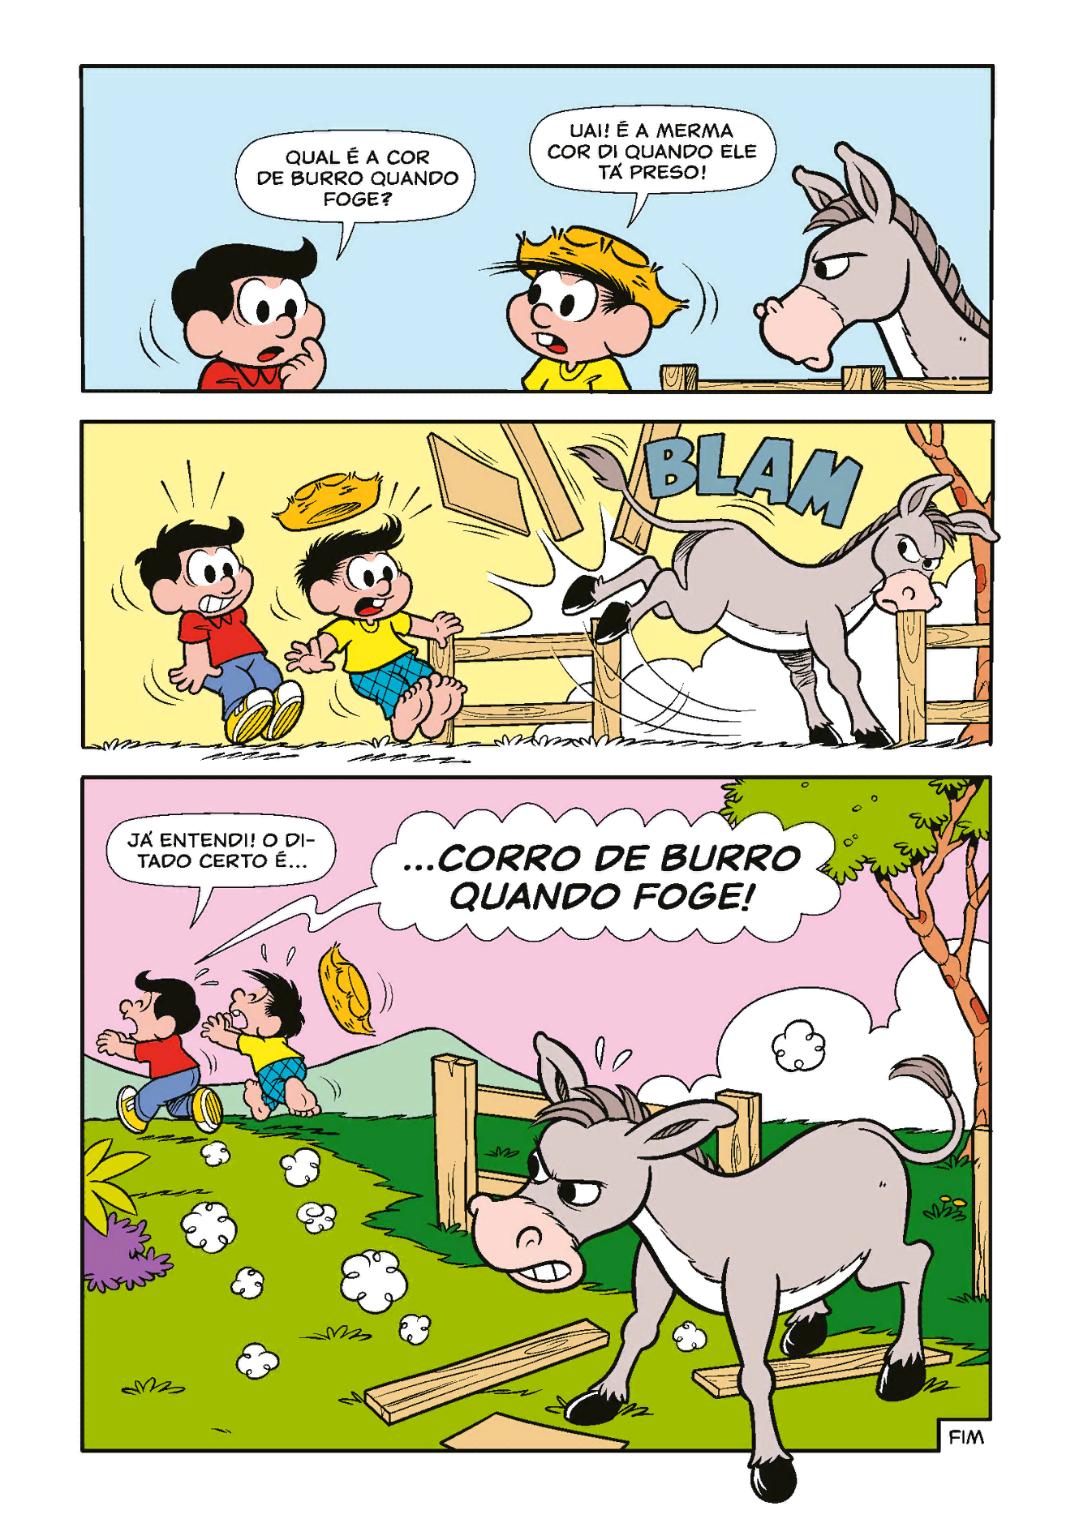 QUAL É A COR
DE BURRO QUANDO
FOGE?
UAI! É A MERMA
COR DI QUANDO ELE
TÁ PRESO!
BLAM
JÁ ENTENDI! O DI-
TADO CERTO É...
...CORRO DE BURRO
QUANDO FOGE!
FIM